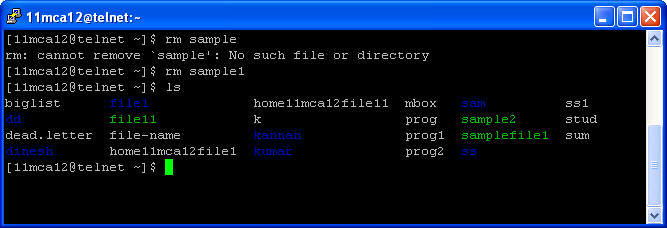 11mca12@telnet:~
[11mca12@telnet ~]$ rm sample
rm: cannot remove `sample': No such file or directory
[11mca12@telnet ~]$ rm sample1
[11mca12@telnet ~]$ ls
biglist file1 home11mca12file11 mbox sam ss1
dd file11 k prog sample2 stud
dead.letter file-name kannan prog1 samplefile1 sum
dinesh home11mca12file1 kumar prog2 ss
[11mca12@telnet ~]$